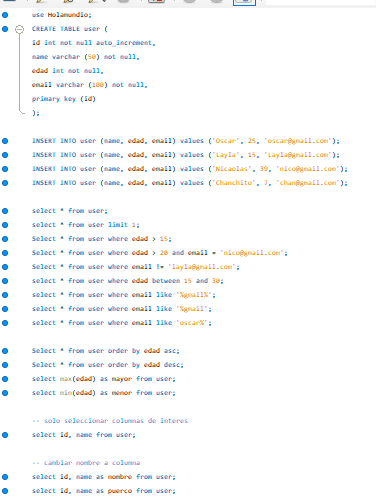 use Holamundio;
CREATE TABLE user (
id int not null auto_increment,
name varchar (50) not null,
edad int not null,
email varchar (100) not null,
primary key (id)
);
INSERT INTO user (name, edad, email) values ('Oscar', 25, 'oscar@gmail.com');
INSERT INTO user (name, edad, email) values ('Layla', 15, 'Layla@gmail.com');
INSERT INTO user (name, edad, email) values ('Nicaolas', 39, 'nico@gmail.com');
INSERT INTO user (name, edad, email) values ('Chanchito', 7, 'chan@gmail.com');
select * from user;
select * from user limit 1;
Select * from user where edad > 15;
Select * from user where edad > 20 and email = 'nico@gmail.com';
Select * from user where email != 'layla@gmail.com';
select * from user where edad between 15 and 30;
select * from user where email like '%gmail%';
select * from user where email like '%gmail';
select * from user where email like 'oscar%';
Select * from user order by edad asc;
Select * from user order by edad desc;
select max(edad) as mayor from user;
select min(edad) as menor from user;
-- solo seleccionar columnas de interes
select id, name from user;
-- cambiar nombre a columna
select id, name as nombre from user;
select id, name as puerco from user;